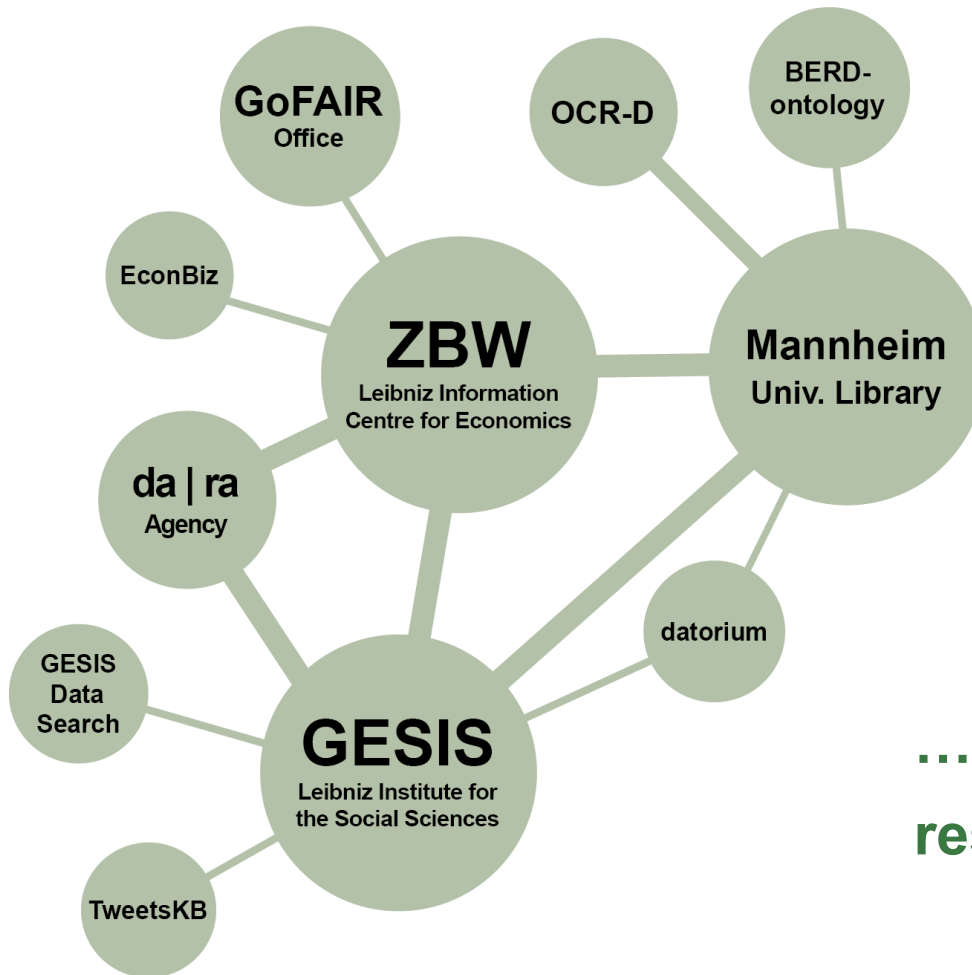 GoFAIR
Office
OCR-D
BERD-
ontology
EconBiz
ZBW
Leibniz Information
Centre for Economics
Mannheim
Univ. Library
da | ra
Agency
datorium
GESIS
Data
Search
GESIS
Leibniz Institute for
the Social Sciences
TweetsKB
...